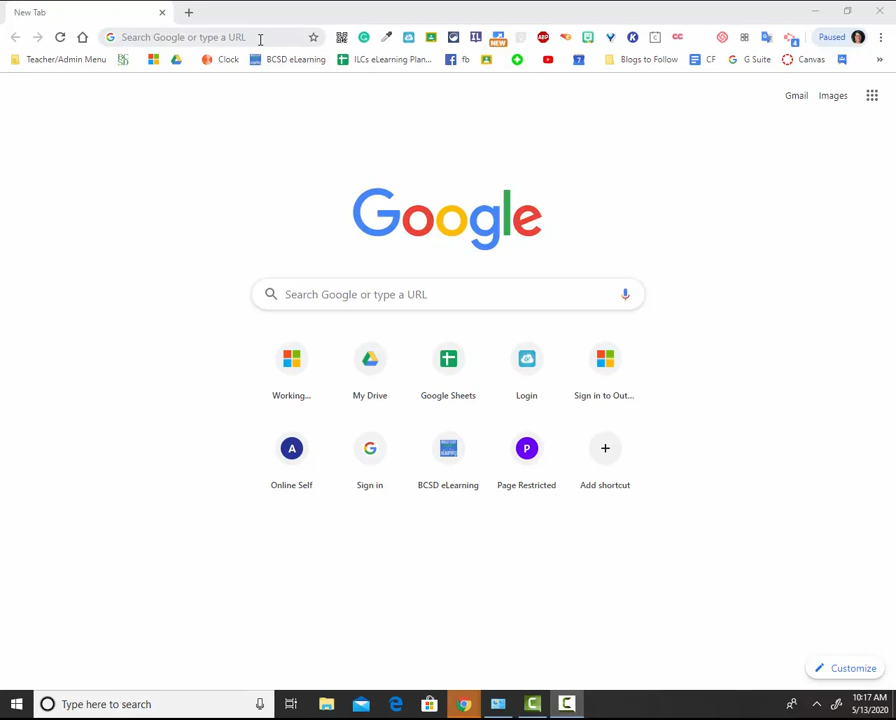 New Tab
Search Google or type a URL
NEW
Paused
Teacher/Admin Menu
Clock
BCSD eLearning
ILCs eLearning Plan...
fb
Blogs to Follow
CF
G Suite
Canvas
Gmail
Images
Google
Search Google or type a URL
Working...
My Drive
Google Sheets
Login
Sign in to Out...
A
P
Online Self
Sign in
BCSD eLearning
Page Restricted
Add shortcut
Customize
Type here to search
10:17 AM
5/13/2020